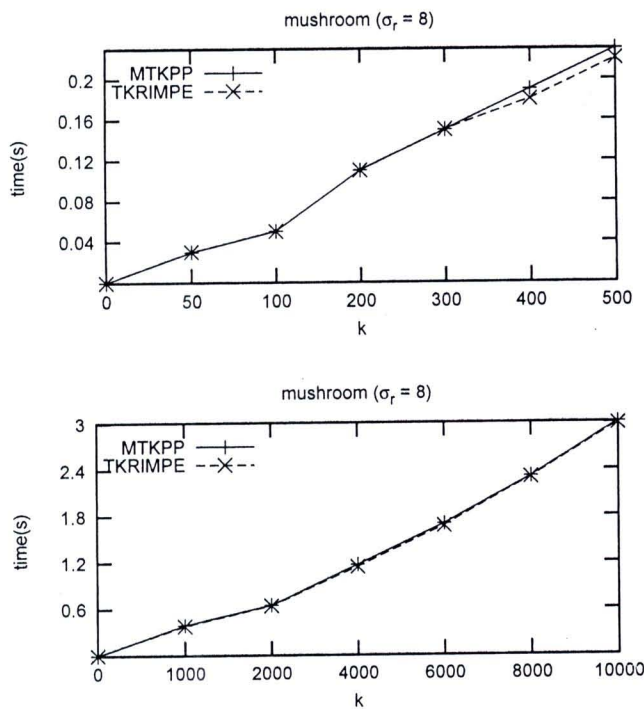 mushroom (σr = 8)
0.2
MTKPP
TKRIMPE
0.16
0.12
0.08
0.04
time(s)
0 50 100 200 300 400 500
k
mushroom (σr = 8)
3
MTKPP
TKRIMPE
2.4
1.8
1.2
0.6
time(s)
0 1000 2000 4000 6000 8000 10000
k